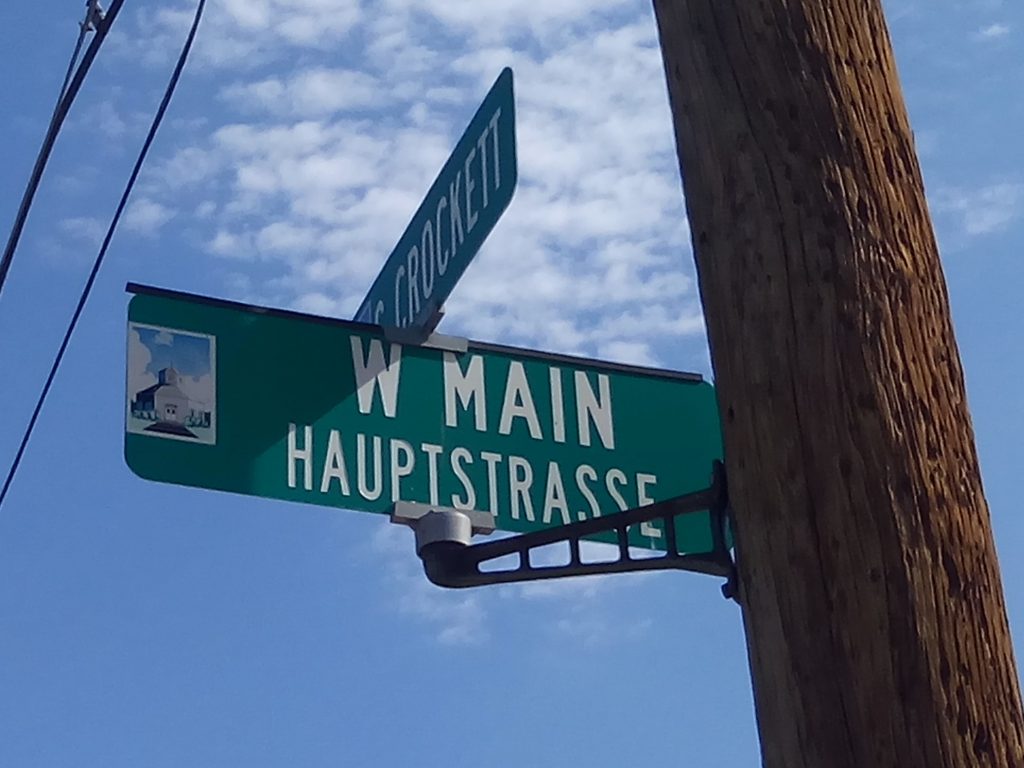 S CROCKETT
W MAIN
HAUPTSTRASSE